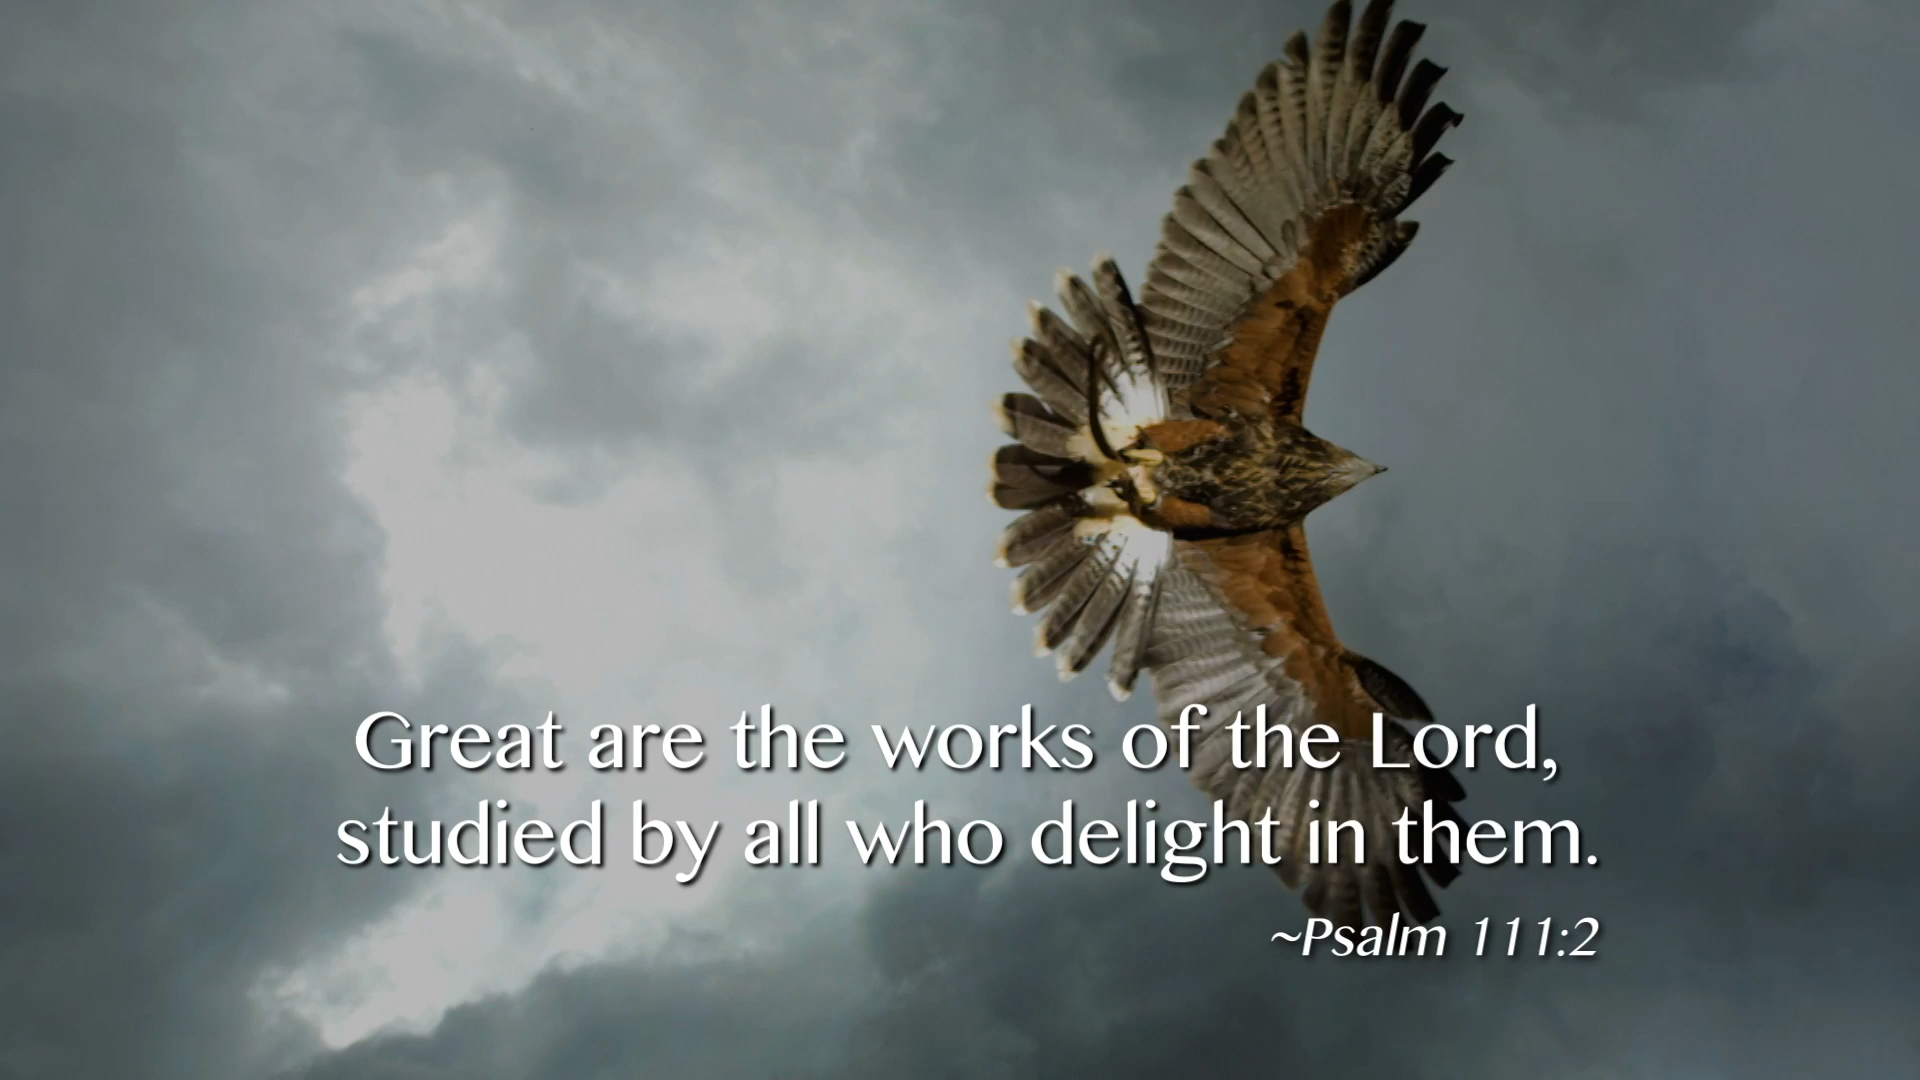 Great are the works of the Lord,
studied by all who delight in them.
~Psalm 111:2